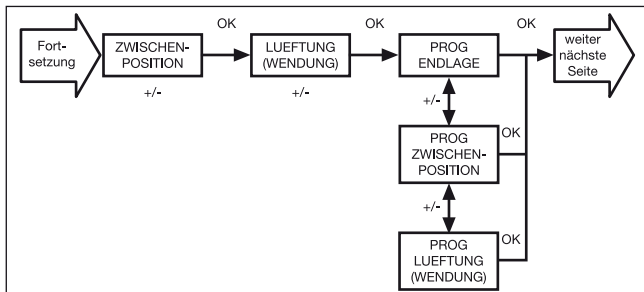 OK
OK
OK
Fort-
setzung
ZWISCHEN-
POSITION
LUEFTUNG
(WENDUNG)
PROG
ENDLAGE
weiter
nächste
Seite
+/-
+/-
+/-
OK
PROG
ZWISCHEN-
POSITION
+/-
OK
PROG
LUEFTUNG
(WENDUNG)